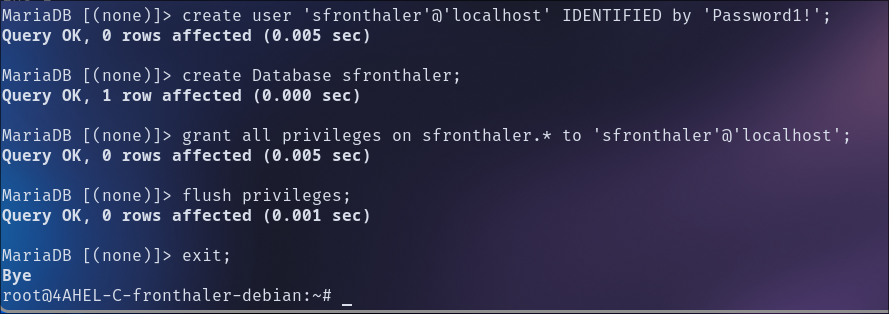 MariaDB [(none)]> create user 'sfronthaler'@'localhost' IDENTIFIED by 'Password1!';
Query OK, 0 rows affected (0.005 sec)
MariaDB [(none)]> create Database sfronthaler;
Query OK, 1 row affected (0.000 sec)
MariaDB [(none)]> grant all privileges on sfronthaler.* to 'sfronthaler'@'localhost';
Query OK, 0 rows affected (0.005 sec)
MariaDB [(none)]> flush privileges;
Query OK, 0 rows affected (0.001 sec)
MariaDB [(none)]> exit;
Bye
root@4AHEL-C-fronthaler-debian:~# _